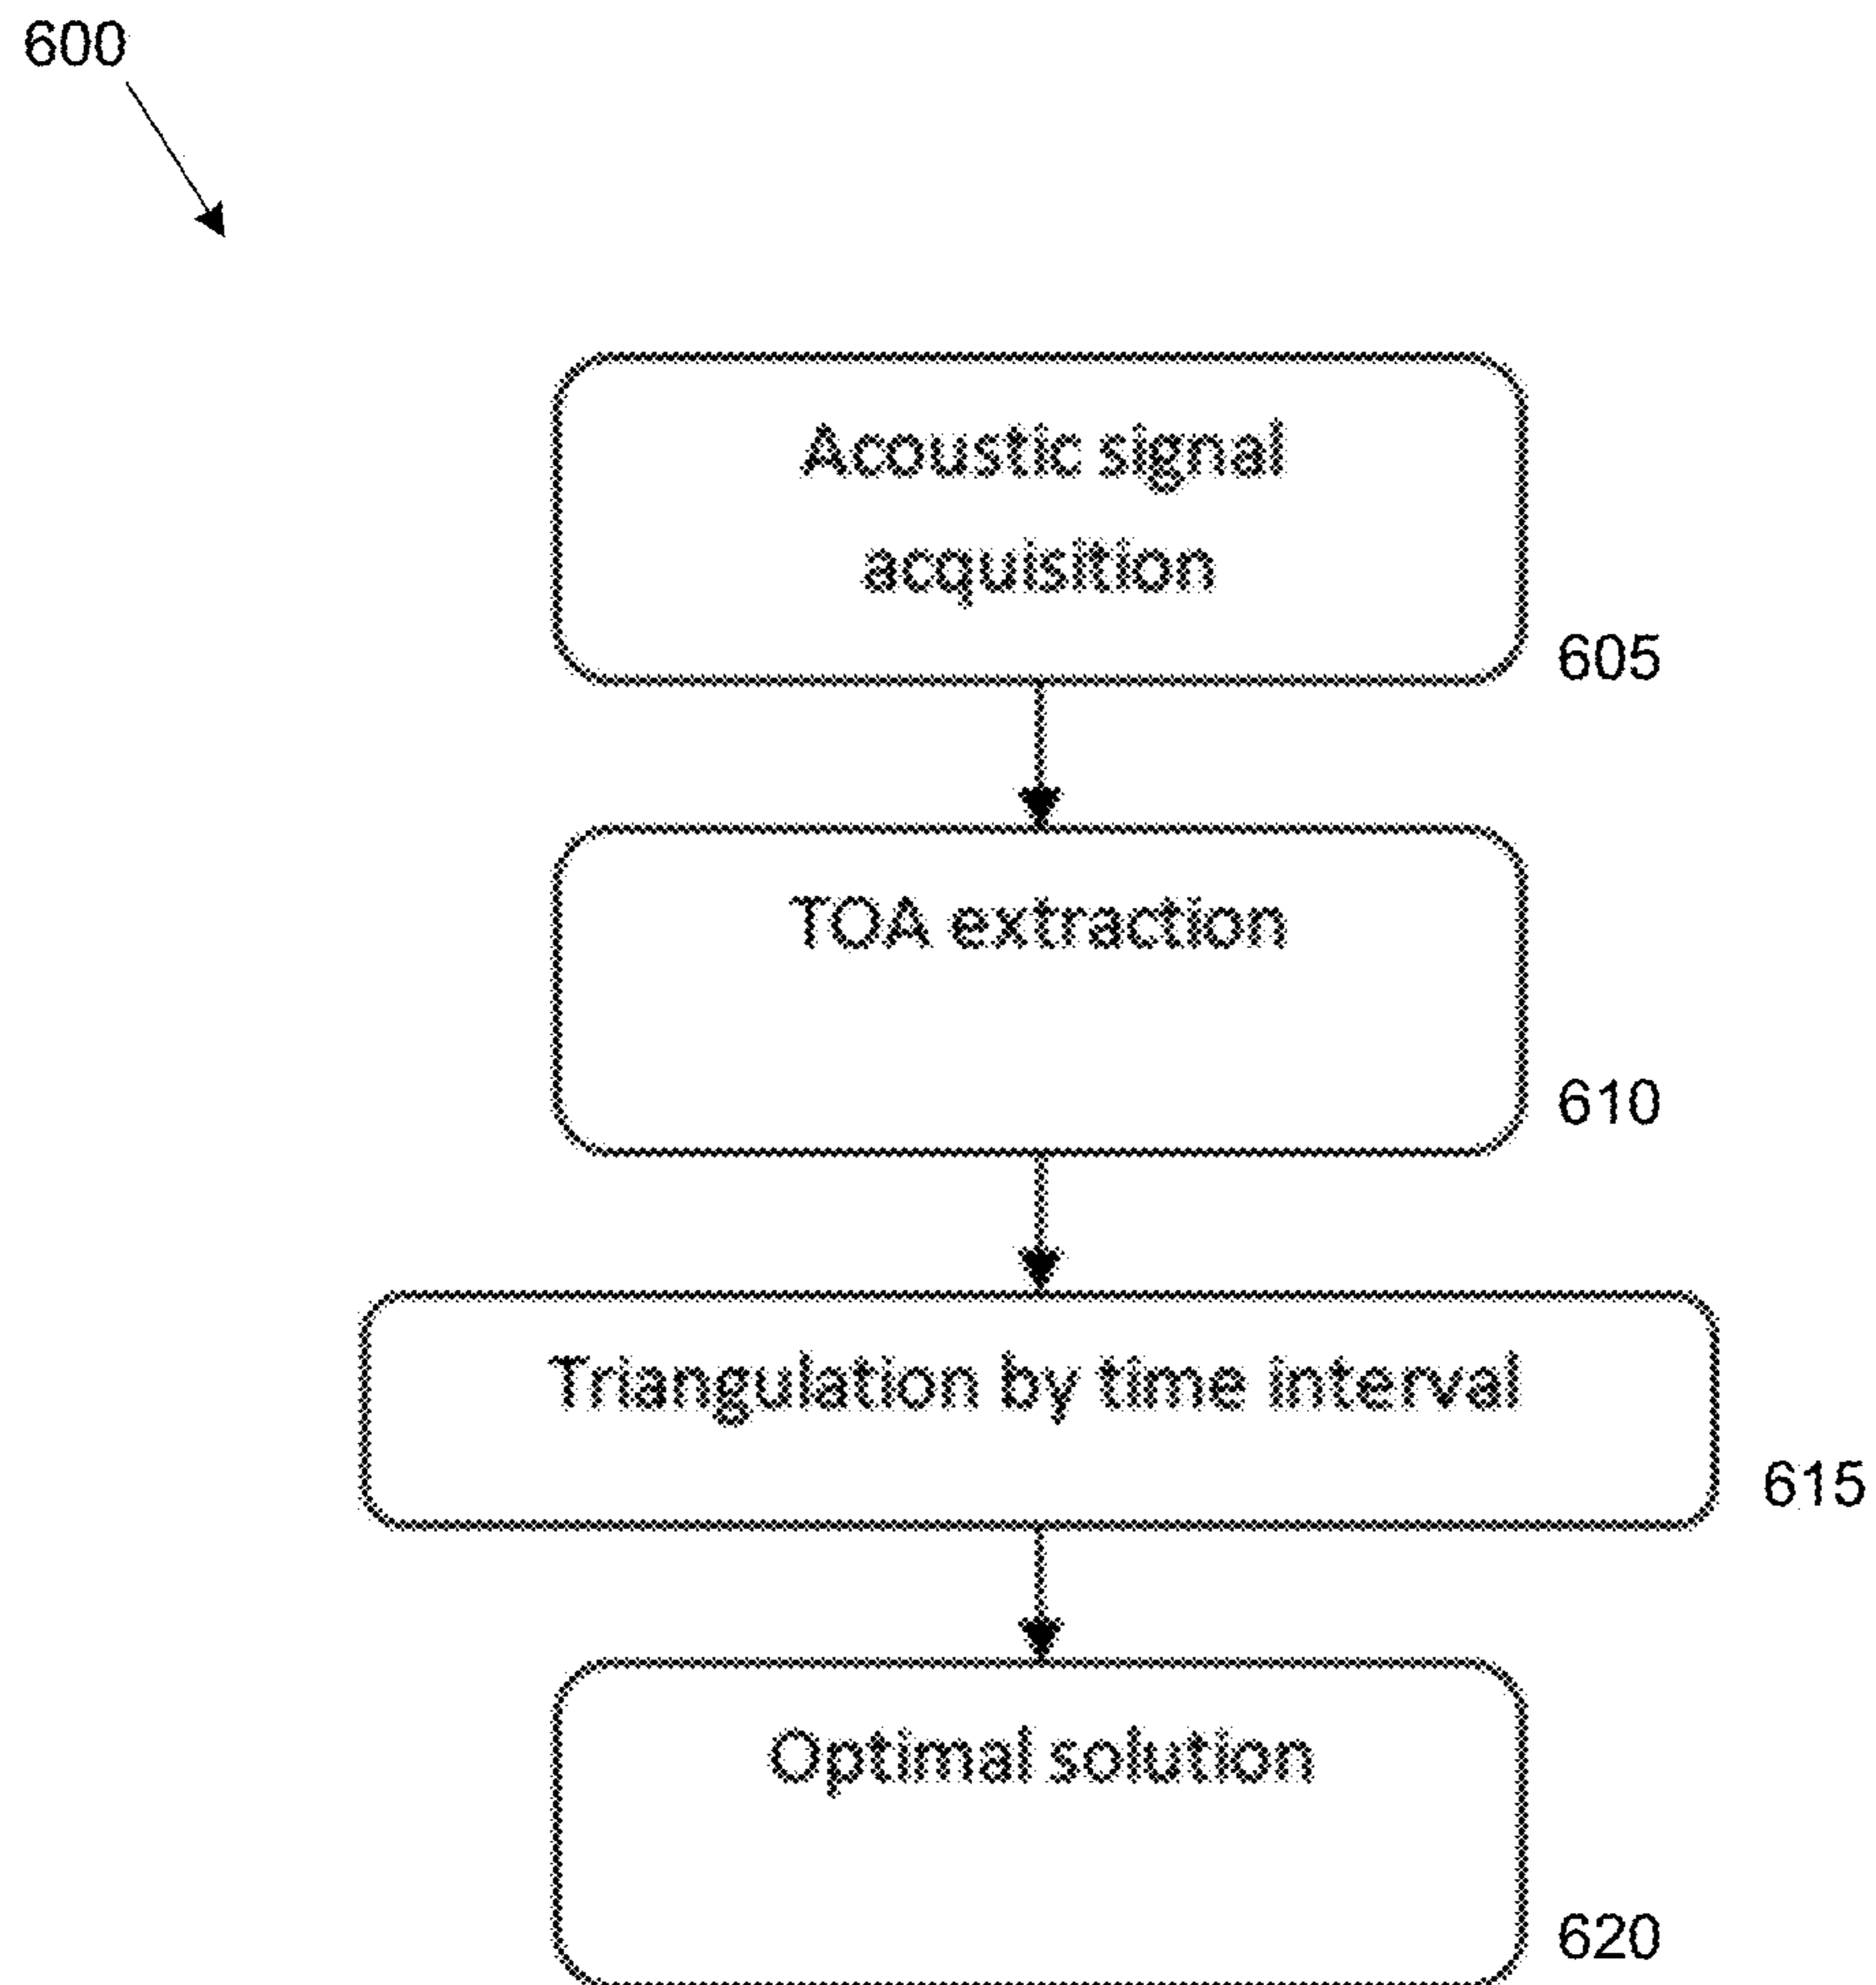 600
Acoustic signal
acquisition
605
TOA extraction
610
Triangulation by time interval
615
Optimal solution
620